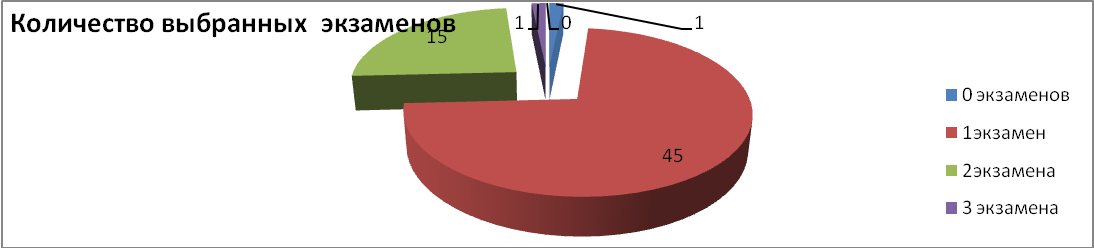 Количество выбранных  экзаменов
1
0
1
15
45
0 экзаменов
1экзамен
2экзамена
3 экзамена